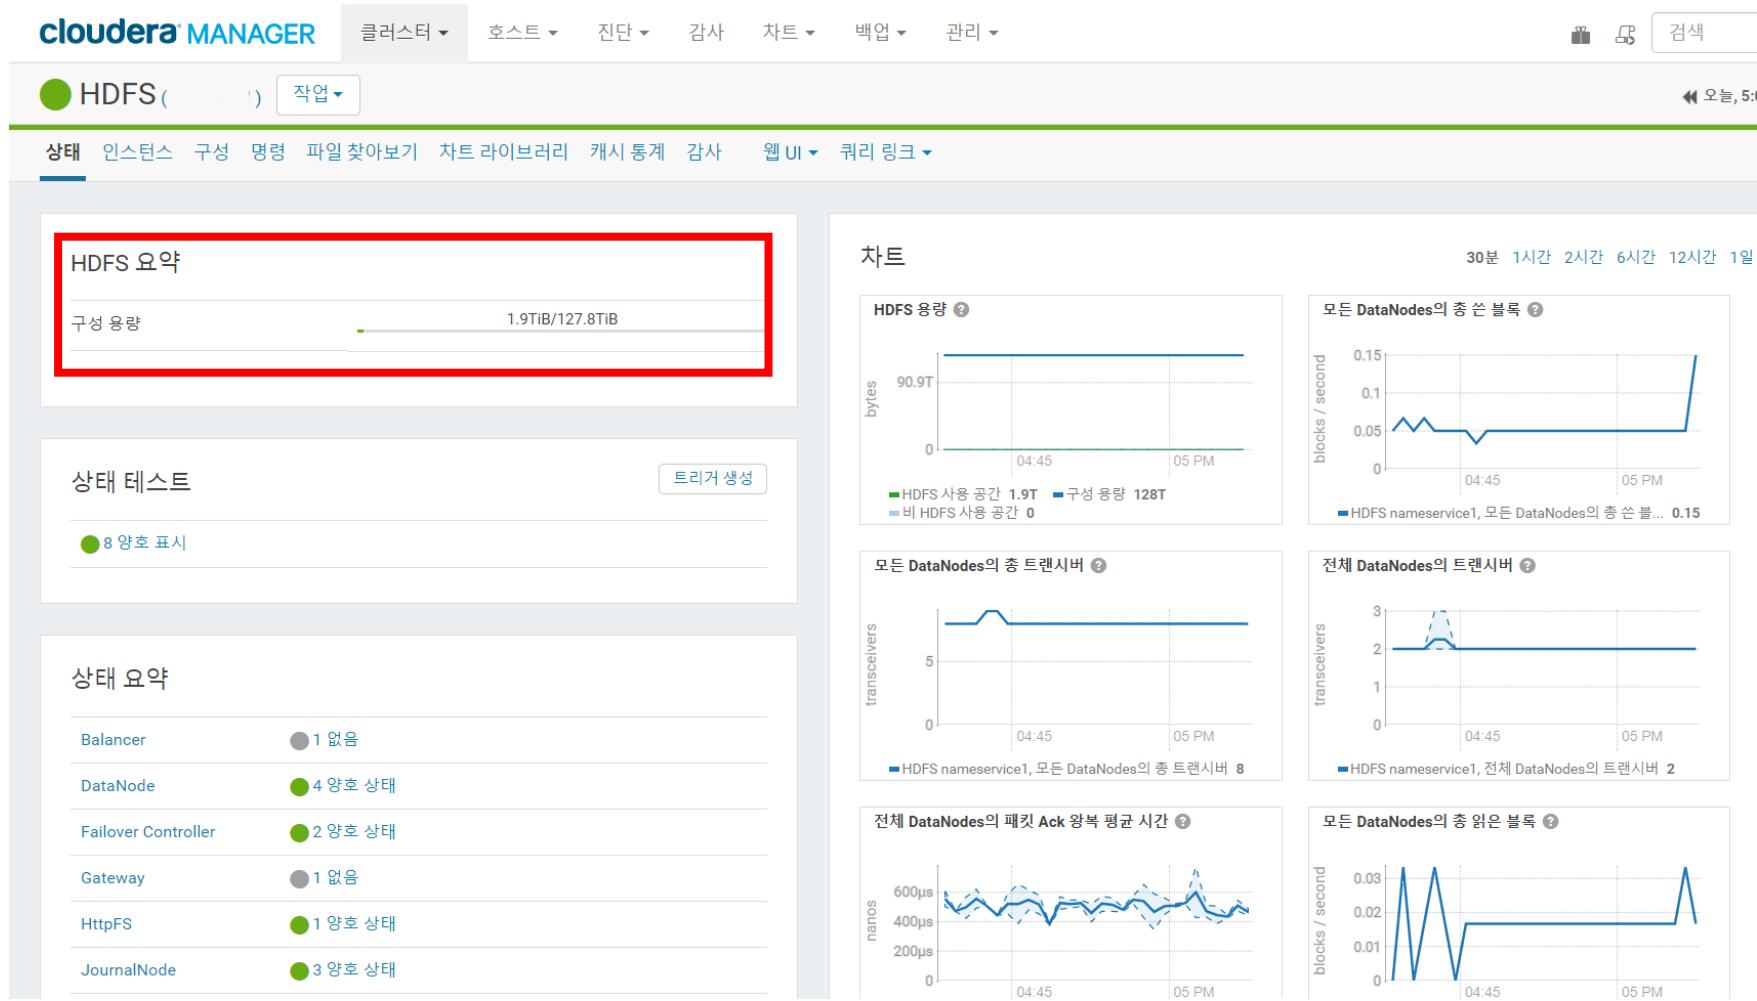 cloudera MANAGER 클러스터 호스트 진단 감사 차트 백업 관리 검색
HDFS ( ) 작업 오늘, 5:0
상태 인스턴스 구성 명령 파일 찾아보기 차트 라이브러리 캐시 통계 감사 웹 UI 쿼리 링크
HDFS 요약
구성 용량 1.9TiB/127.8TiB
상태 테스트 트리거 생성
8 양호 표시
상태 요약
Balancer 1 없음
DataNode 4 양호 상태
Failover Controller 2 양호 상태
Gateway 1 없음
HttpFS 1 양호 상태
JournalNode 3 양호 상태
차트 30분 1시간 2시간 6시간 12시간 1일
HDFS 용량
bytes
90.9T
0
04:45 05 PM
HDFS 사용 공간 1.9T 구성 용량 128T
비 HDFS 사용 공간 0
모든 DataNodes의 총 쓴 블록
blocks / second
0.15
0.1
0.05
0
04:45 05 PM
HDFS nameservice1, 모든 DataNodes의 총 쓴 블... 0.15
모든 DataNodes의 총 트랜시버
transceivers
5
0
04:45 05 PM
HDFS nameservice1, 모든 DataNodes의 총 트랜시버 8
전체 DataNodes의 트랜시버
transceivers
3
2
1
0
04:45 05 PM
HDFS nameservice1, 전체 DataNodes의 트랜시버 2
전체 DataNodes의 패킷 Ack 왕복 평균 시간
nanos
600µs
400µs
200µs
0
04:45 05 PM
모든 DataNodes의 총 읽은 블록
blocks / second
0.03
0.02
0.01
0
04:45 05 PM